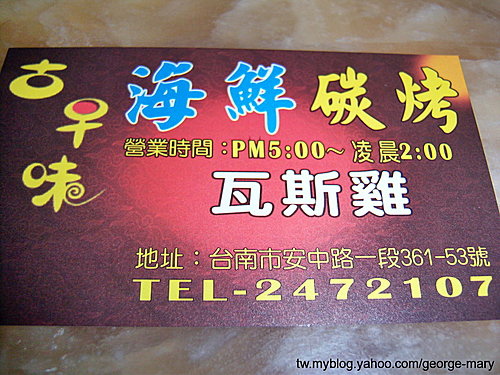 古早味
海鮮碳烤
營業時間：PM5:00～凌晨2:00
瓦斯雞
地址：台南市安中路一段361-53號
TEL-2472107
tw.myblog.yahoo.com/george-mary